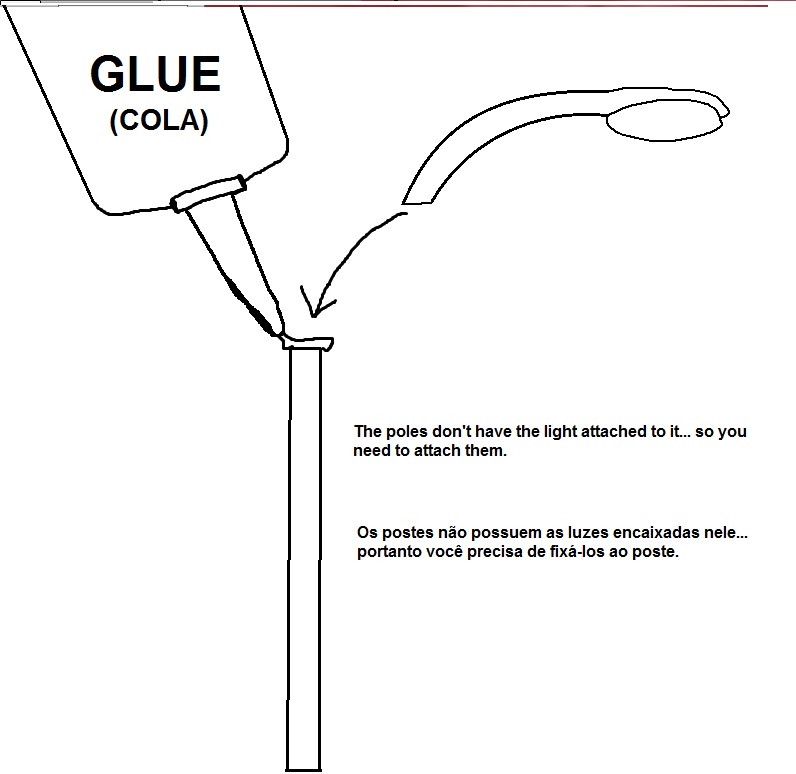 GLUE
(COLA)
The poles don't have the light attached to it... so you
need to attach them.
Os postes não possuem as luzes encaixadas nele...
portanto você precisa de fixá-los ao poste.